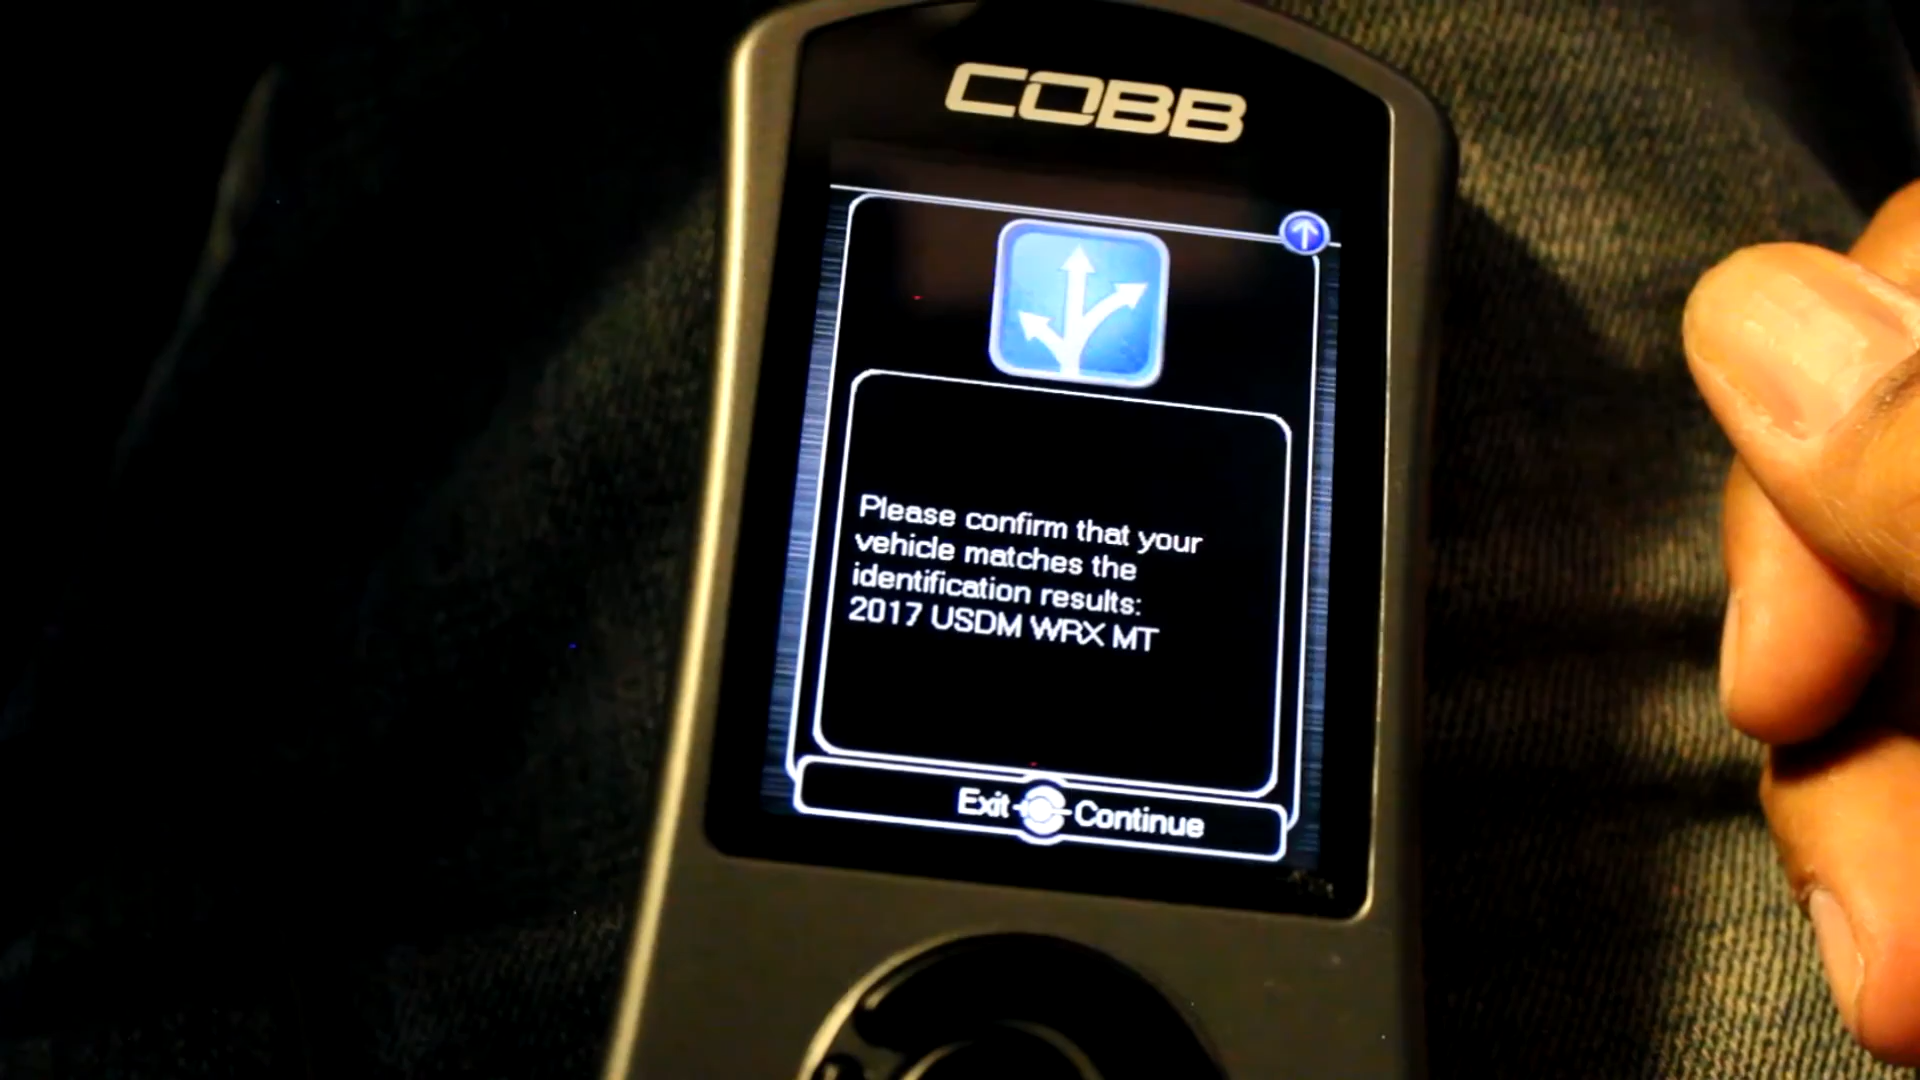 COBB
Please confirm that your
vehicle matches the
identification results:
2017 USDM WRX MT
Exit Continue